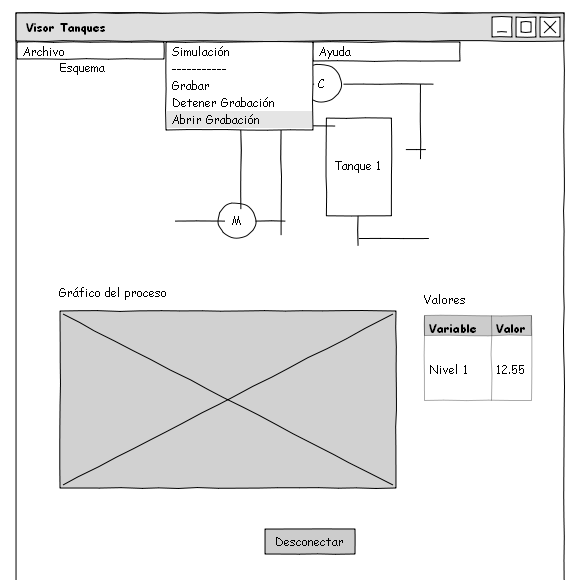 Visor Tanques
Archivo
Simulación
Ayuda
Esquema
-----------
Grabar
Detener Grabación
Abrir Grabación
C
Tanque 1
M
Gráfico del proceso
Valores
Variable Valor
Nivel 1 12.55
Desconectar